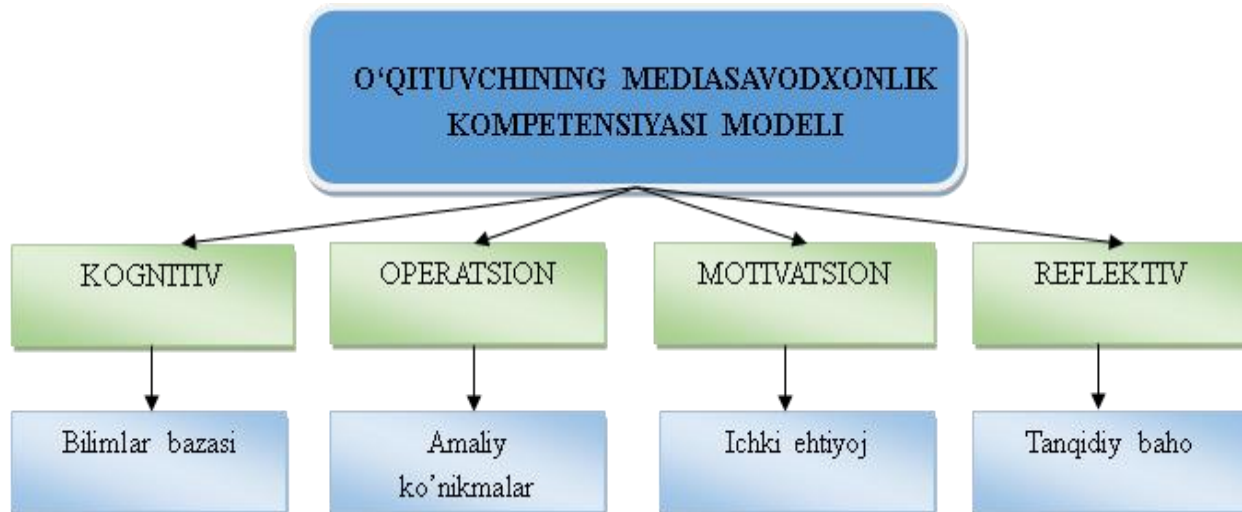 O‘QITUVCHINING MEDIASAVODXONLIK
KOMPETENSIYASI MODELI
KOGNITIV
OPERATSION
MOTIVATSION
REFLEKTIV
Bilimlar bazasi
Amaliy
ko’nikmalar
Ichki ehtiyoj
Tanqidiy baho